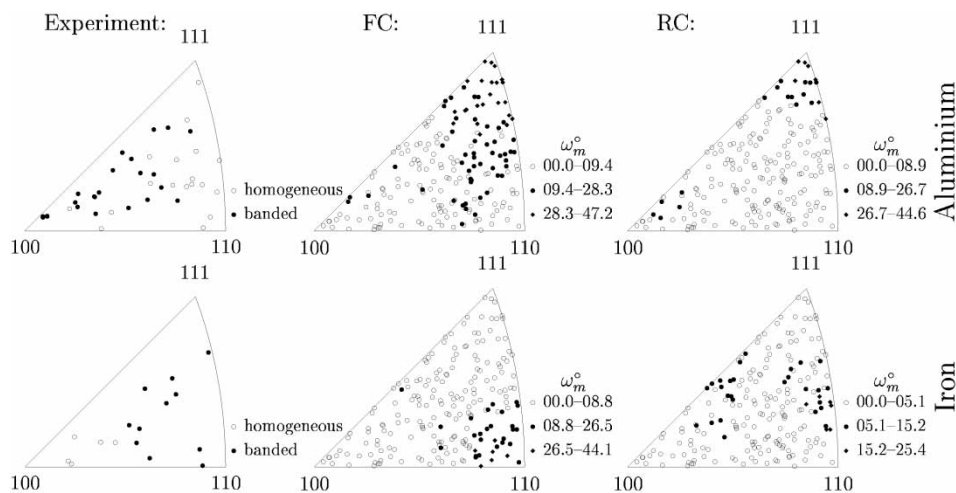 Experiment: FC: RC:
111 111 111
Aluminium
homogeneous
banded
ω°ₘ
00.0–09.4
09.4–28.3
28.3–47.2
ω°ₘ
00.0–08.9
08.9–26.7
26.7–44.6
100 110 100 110 100 110
111 111 111
Iron
homogeneous
banded
ω°ₘ
00.0–08.8
08.8–26.5
26.5–44.1
ω°ₘ
00.0–05.1
05.1–15.2
15.2–25.4
100 110 100 110 100 110